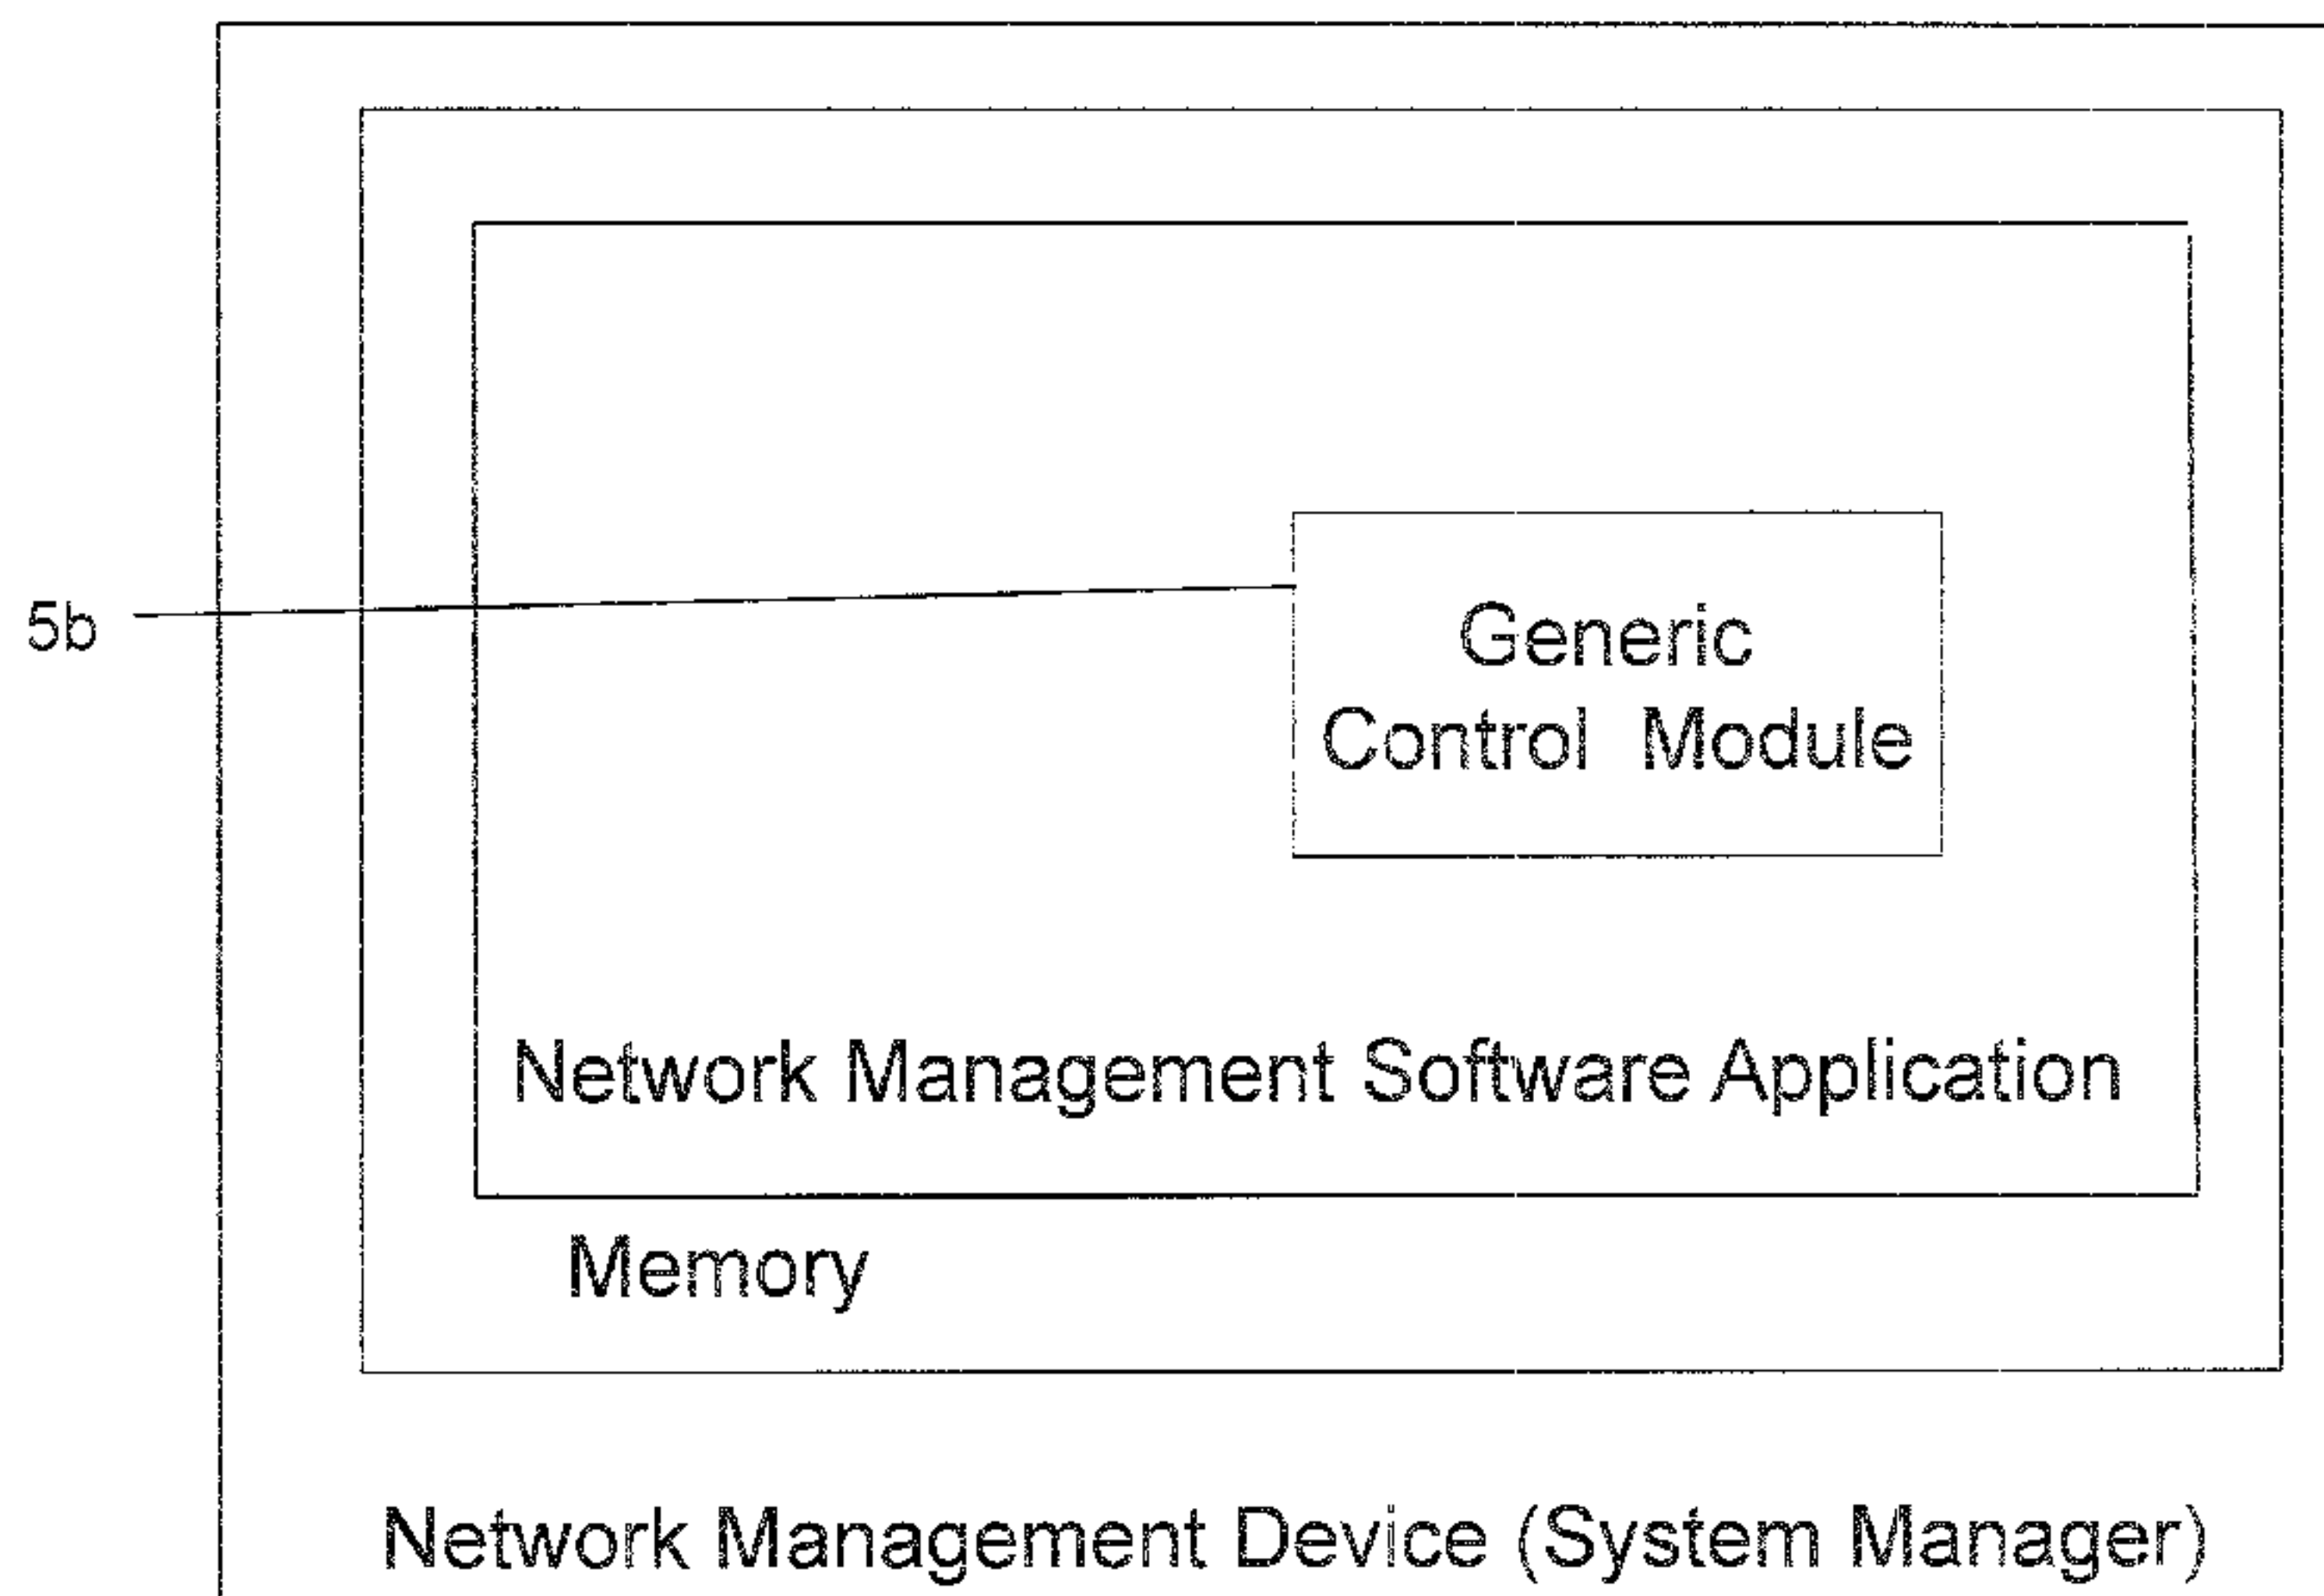 5b
Generic
Control Module
Network Management Software Application
Memory
Network Management Device (System Manager)